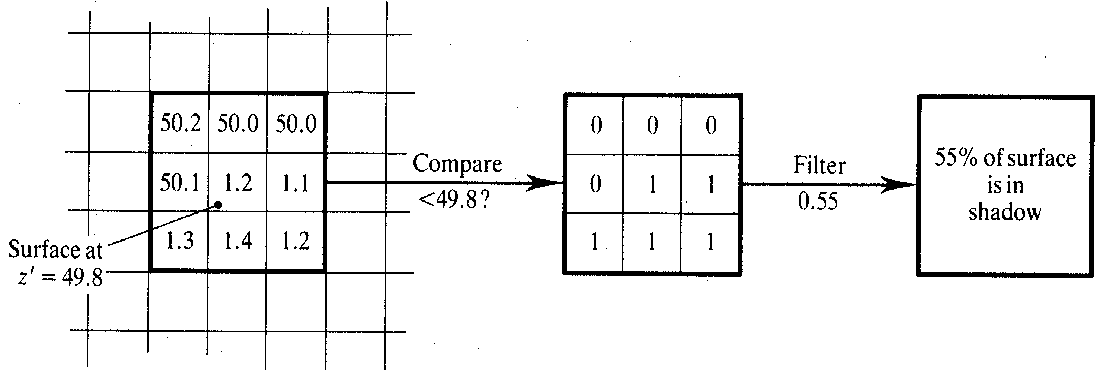 50.2 50.0 50.0
50.1 1.2 1.1
1.3 1.4 1.2
Surface at
z′ = 49.8
Compare
<49.8?
0 0 0
0 1 1
1 1 1
Filter
0.55
55% of surface
is in
shadow